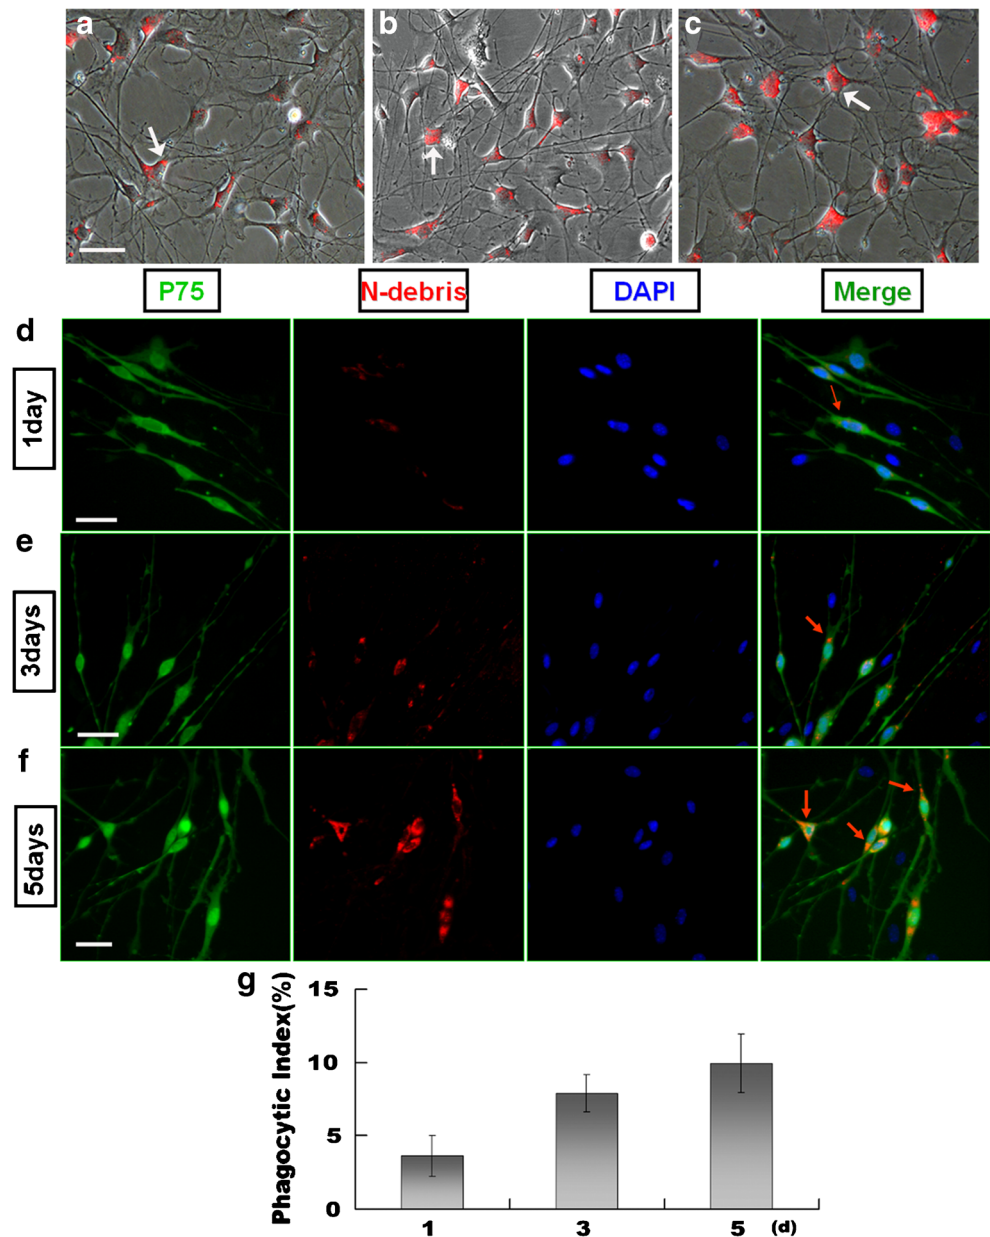 a b c
P75 N-debris DAPI Merge
d
1day
e
3days
f
5days
g
Phagocytic Index(%)
15
10
5
0
1 3 5 (d)